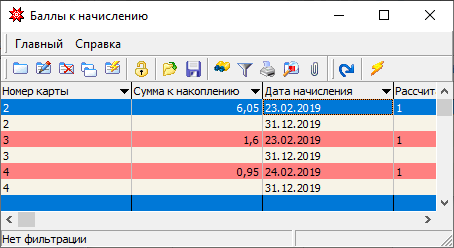 Баллы к начислению
Главный Справка
Номер карты Сумма к накоплению Дата начисления Рассчит
2 6,05 23.02.2019 1
2 31.12.2019
3 1,6 23.02.2019 1
3 31.12.2019
4 0,95 24.02.2019 1
4 31.12.2019
Нет фильтрации